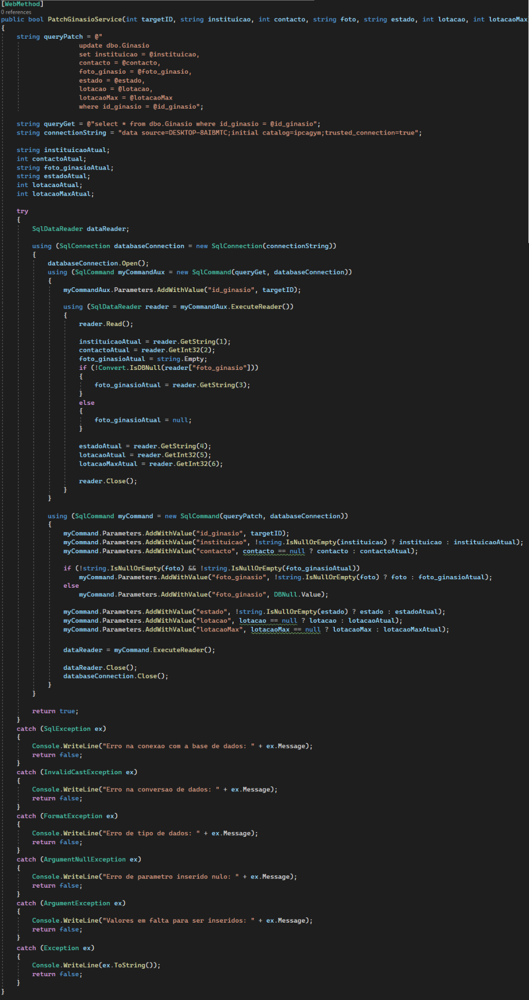 [WebMethod]
0 references
public bool PatchGinasioService(int targetID, string instituicao, int contacto, string foto, string estado, int lotacao, int lotacaoMax
{
string queryPatch = @"
update dbo.Ginasio
set instituicao = @instituicao,
contacto = @contacto,
foto_ginasio = @foto_ginasio,
estado = @estado,
lotacao = @lotacao,
lotacaoMax = @lotacaoMax
where id_ginasio = @id_ginasio";
string queryGet = @"select * from dbo.Ginasio where id_ginasio = @id_ginasio";
string connectionString = "data source=DESKTOP-8AIBMTC;initial catalog=ipcagym;trusted_connection=true";
string instituicaoAtual;
int contactoAtual;
string foto_ginasioAtual;
string estadoAtual;
int lotacaoAtual;
int lotacaoMaxAtual;
try
{
SqlDataReader dataReader;
using (SqlConnection databaseConnection = new SqlConnection(connectionString))
{
databaseConnection.Open();
using (SqlCommand myCommandAux = new SqlCommand(queryGet, databaseConnection))
{
myCommandAux.Parameters.AddWithValue("id_ginasio", targetID);
using (SqlDataReader reader = myCommandAux.ExecuteReader())
{
reader.Read();
instituicaoAtual = reader.GetString(1);
contactoAtual = reader.GetInt32(2);
foto_ginasioAtual = string.Empty;
if (!Convert.IsDBNull(reader["foto_ginasio"]))
{
foto_ginasioAtual = reader.GetString(3);
}
else
{
foto_ginasioAtual = null;
}
estadoAtual = reader.GetString(4);
lotacaoAtual = reader.GetInt32(5);
lotacaoMaxAtual = reader.GetInt32(6);
reader.Close();
}
}
using (SqlCommand myCommand = new SqlCommand(queryPatch, databaseConnection))
{
myCommand.Parameters.AddWithValue("id_ginasio", targetID);
myCommand.Parameters.AddWithValue("instituicao", !string.IsNullOrEmpty(instituicao) ? instituicao : instituicaoAtual);
myCommand.Parameters.AddWithValue("contacto", contacto == null ? contacto : contactoAtual);
if (!string.IsNullOrEmpty(foto) && !string.IsNullOrEmpty(foto_ginasioAtual))
myCommand.Parameters.AddWithValue("foto_ginasio", !string.IsNullOrEmpty(foto) ? foto : foto_ginasioAtual);
else
myCommand.Parameters.AddWithValue("foto_ginasio", DBNull.Value);
myCommand.Parameters.AddWithValue("estado", !string.IsNullOrEmpty(estado) ? estado : estadoAtual);
myCommand.Parameters.AddWithValue("lotacao", lotacao == null ? lotacao : lotacaoAtual);
myCommand.Parameters.AddWithValue("lotacaoMax", lotacaoMax == null ? lotacaoMax : lotacaoMaxAtual);
dataReader = myCommand.ExecuteReader();
dataReader.Close();
databaseConnection.Close();
}
}
return true;
}
catch (SqlException ex)
{
Console.WriteLine("Erro na conexao com a base de dados: " + ex.Message);
return false;
}
catch (InvalidCastException ex)
{
Console.WriteLine("Erro na conversao de dados: " + ex.Message);
return false;
}
catch (FormatException ex)
{
Console.WriteLine("Erro de tipo de dados: " + ex.Message);
return false;
}
catch (ArgumentNullException ex)
{
Console.WriteLine("Erro de parametro inserido nulo: " + ex.Message);
return false;
}
catch (ArgumentException ex)
{
Console.WriteLine("Valores em falta para ser inseridos: " + ex.Message);
return false;
}
catch (Exception ex)
{
Console.WriteLine(ex.ToString());
return false;
}
}